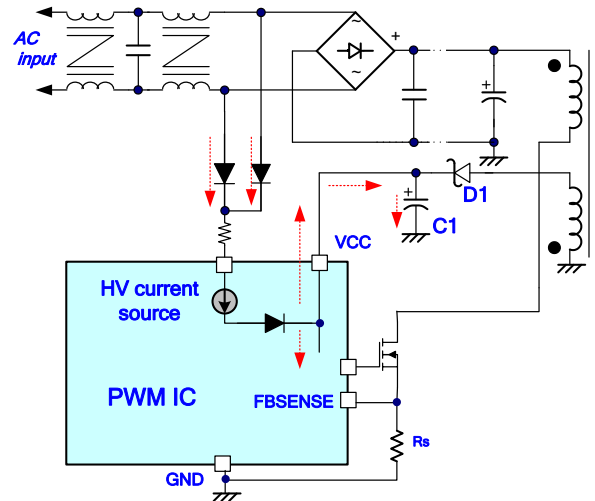 AC
input
~
+
~
+
+
D1
C1
VCC
HV current
source
PWM IC
FBSENSE
Rs
GND